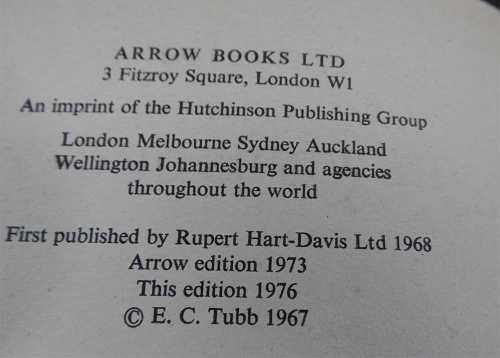 ARROW BOOKS LTD
3 Fitzroy Square, London W1
An imprint of the Hutchinson Publishing Group
London Melbourne Sydney Auckland
Wellington Johannesburg and agencies
throughout the world
First published by Rupert Hart-Davis Ltd 1968
Arrow edition 1973
This edition 1976
© E. C. Tubb 1967